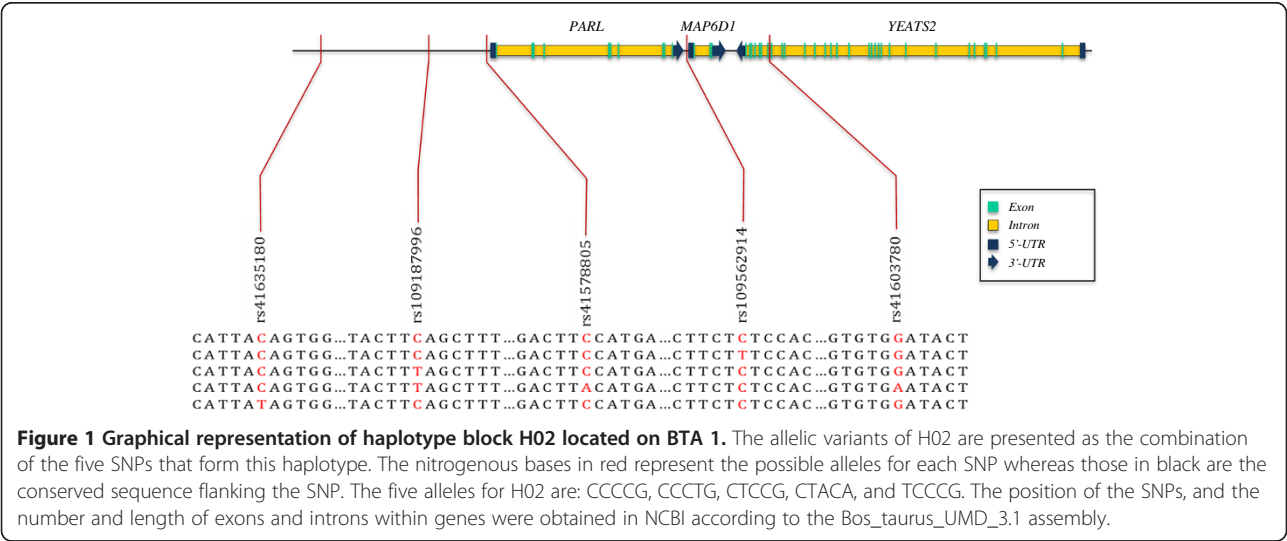 PARL MAP6D1 YEATS2
Exon
Intron
5'-UTR
3'-UTR
rs41635180
rs109187996
rs41578805
rs109562914
rs41603780
CATTACAGTGG...TACTTCAGCTTT...GACTTCCATGA...CTTCTCTCCAC...GTGTGGATACT
CATTACAGTGG...TACTTCAGCTTT...GACTTCCATGA...CTTCTTTCCAC...GTGTGGATACT
CATTACAGTGG...TACTTTAGCTTT...GACTTCCATGA...CTTCTCTCCAC...GTGTGGATACT
CATTACAGTGG...TACTTTAGCTTT...GACTTACATGA...CTTCTCTCCAC...GTGTGAATACT
CATTATAGTGG...TACTTCAGCTTT...GACTTCCATGA...CTTCTCTCCAC...GTGTGGATACT
Figure 1 Graphical representation of haplotype block H02 located on BTA 1. The allelic variants of H02 are presented as the combination
of the five SNPs that form this haplotype. The nitrogenous bases in red represent the possible alleles for each SNP whereas those in black are the
conserved sequence flanking the SNP. The five alleles for H02 are: CCCCG, CCCTG, CTCCG, CTACA, and TCCCG. The position of the SNPs, and the
number and length of exons and introns within genes were obtained in NCBI according to the Bos_taurus_UMD_3.1 assembly.